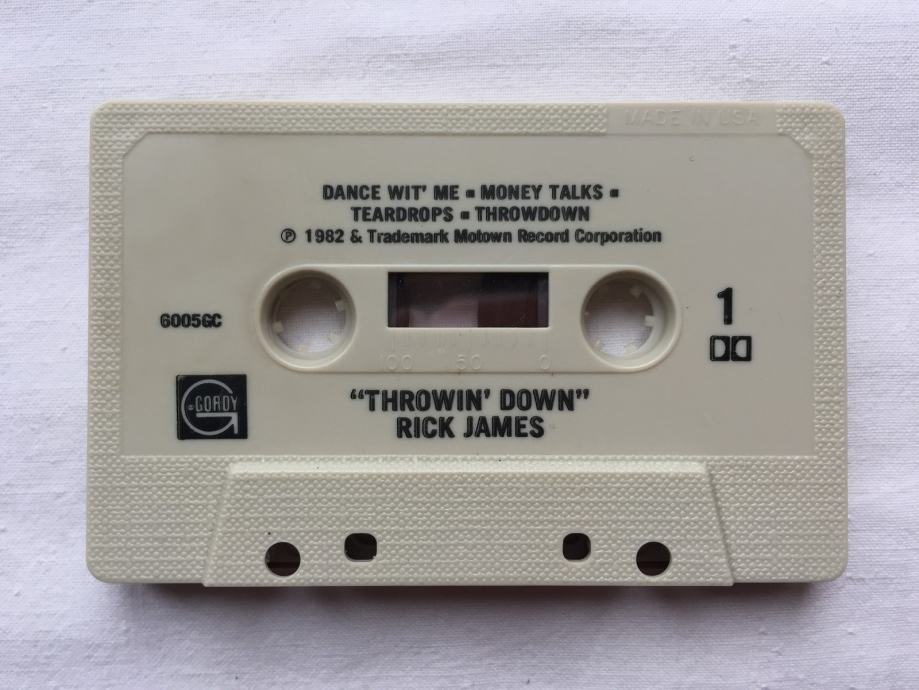 MADE IN USA
DANCE WIT' ME ▪ MONEY TALKS ▪
TEARDROPS ▪ THROWDOWN
℗ 1982 & Trademark Motown Record Corporation
6005GC
1
100 50 0
GORDY
“THROWIN' DOWN”
RICK JAMES